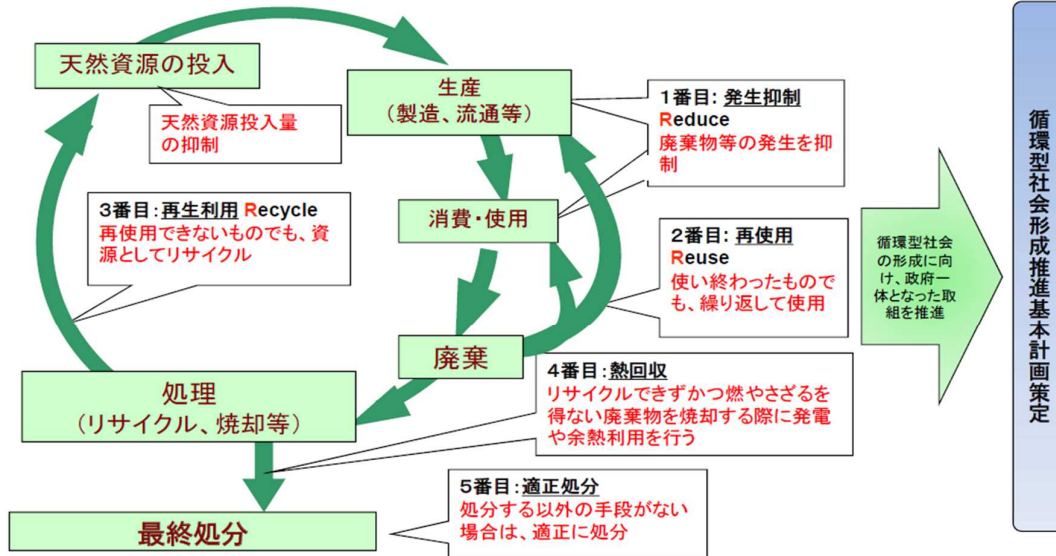 天然資源の投入
天然資源投入量
の抑制
生産
(製造、流通等)
1番目：発生抑制
Reduce
廃棄物等の発生を抑
制
3番目：再生利用 Recycle
再使用できないものでも、資
源としてリサイクル
消費・使用
2番目：再使用
Reuse
使い終わったもので
も、繰り返して使用
廃棄
処理
(リサイクル、焼却等)
4番目：熱回収
リサイクルできずかつ燃やさざるを
得ない廃棄物を焼却する際に発電
や余熱利用を行う
5番目：適正処分
処分する以外の手段がない
場合は、適正に処分
最終処分
循環型社会
の形成に向
け、政府一
体となった取
組を推進
循環型社会形成推進基本計画策定